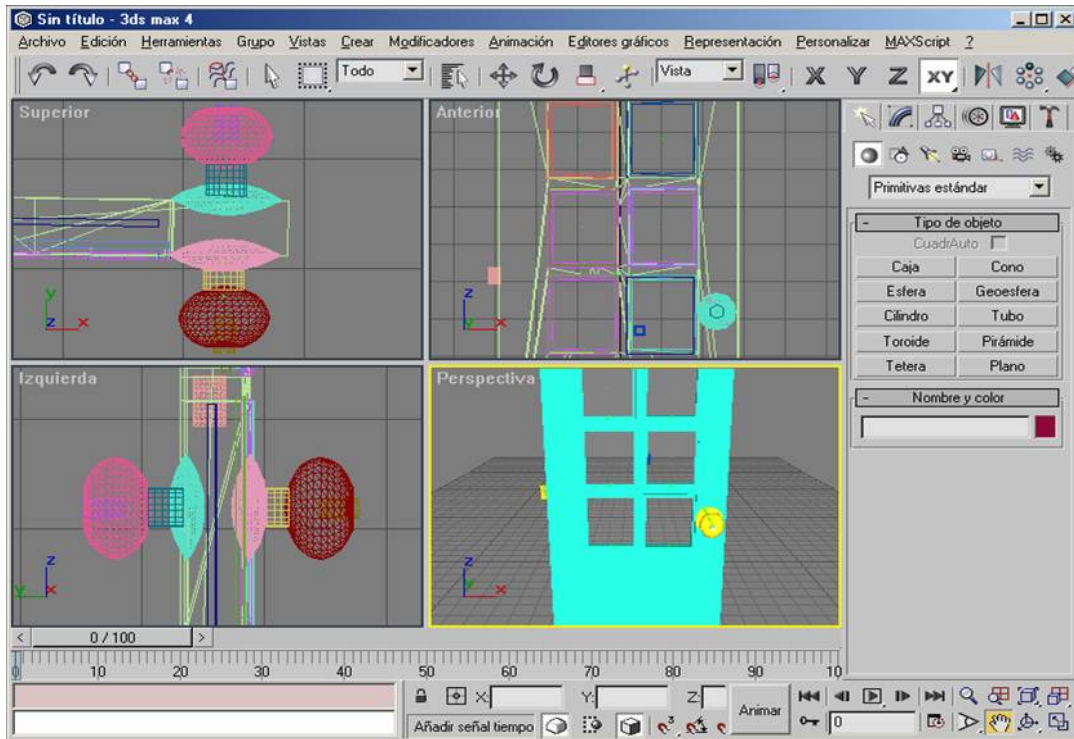 Sin título - 3ds max 4
Archivo Edición Herramientas Grupo Vistas Crear Modificadores Animación Editores gráficos Representación Personalizar MAXScript ?
Todo Vista X Y Z XY
Superior
Anterior
Primitivas estándar
- Tipo de objeto
CuadrAuto
Caja Cono
Esfera Geoesfera
Cilindro Tubo
Toroide Pirámide
Tetera Plano
y z x
z x
Izquierda
Perspectiva
- Nombre y color
z y x
z y x
< 0 / 100 >
0 10 20 30 40 50 60 70 80 90 10
X: Y: Z:
Animar
0
Añadir señal tiempo
3